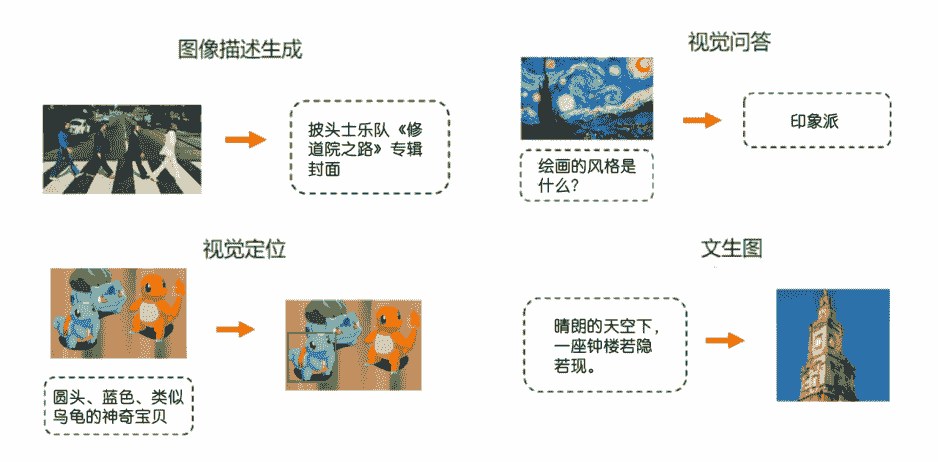 图像描述生成
披头士乐队《修
道院之路》专辑
封面
视觉问答
绘画的风格是
什么？
印象派
视觉定位
圆头、蓝色、类似
乌龟的神奇宝贝
文生图
晴朗的天空下，
一座钟楼若隐
若现。